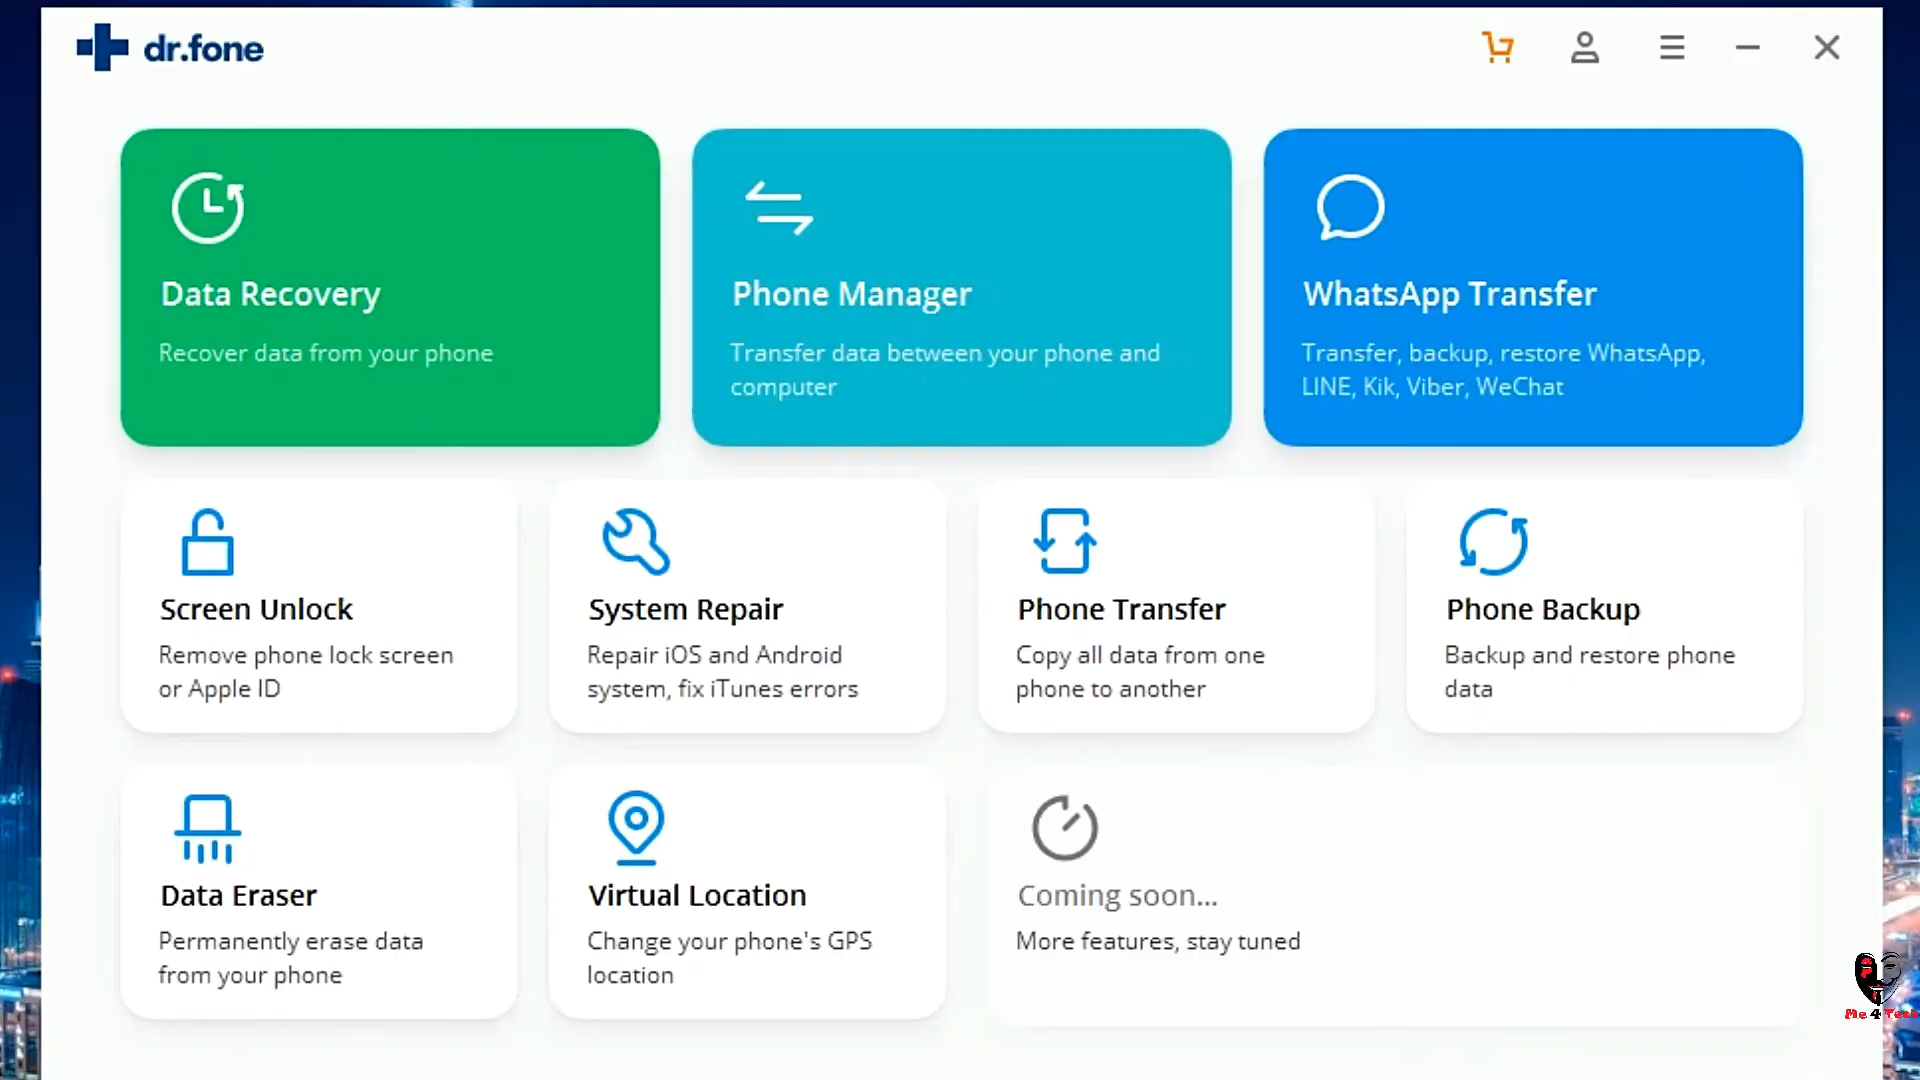 dr.fone
Data Recovery
Recover data from your phone
Phone Manager
Transfer data between your phone and
computer
WhatsApp Transfer
Transfer, backup, restore WhatsApp,
LINE, Kik, Viber, WeChat
Screen Unlock
Remove phone lock screen
or Apple ID
System Repair
Repair iOS and Android
system, fix iTunes errors
Phone Transfer
Copy all data from one
phone to another
Phone Backup
Backup and restore phone
data
Data Eraser
Permanently erase data
from your phone
Virtual Location
Change your phone's GPS
location
Coming soon...
More features, stay tuned
Me 4 Tech